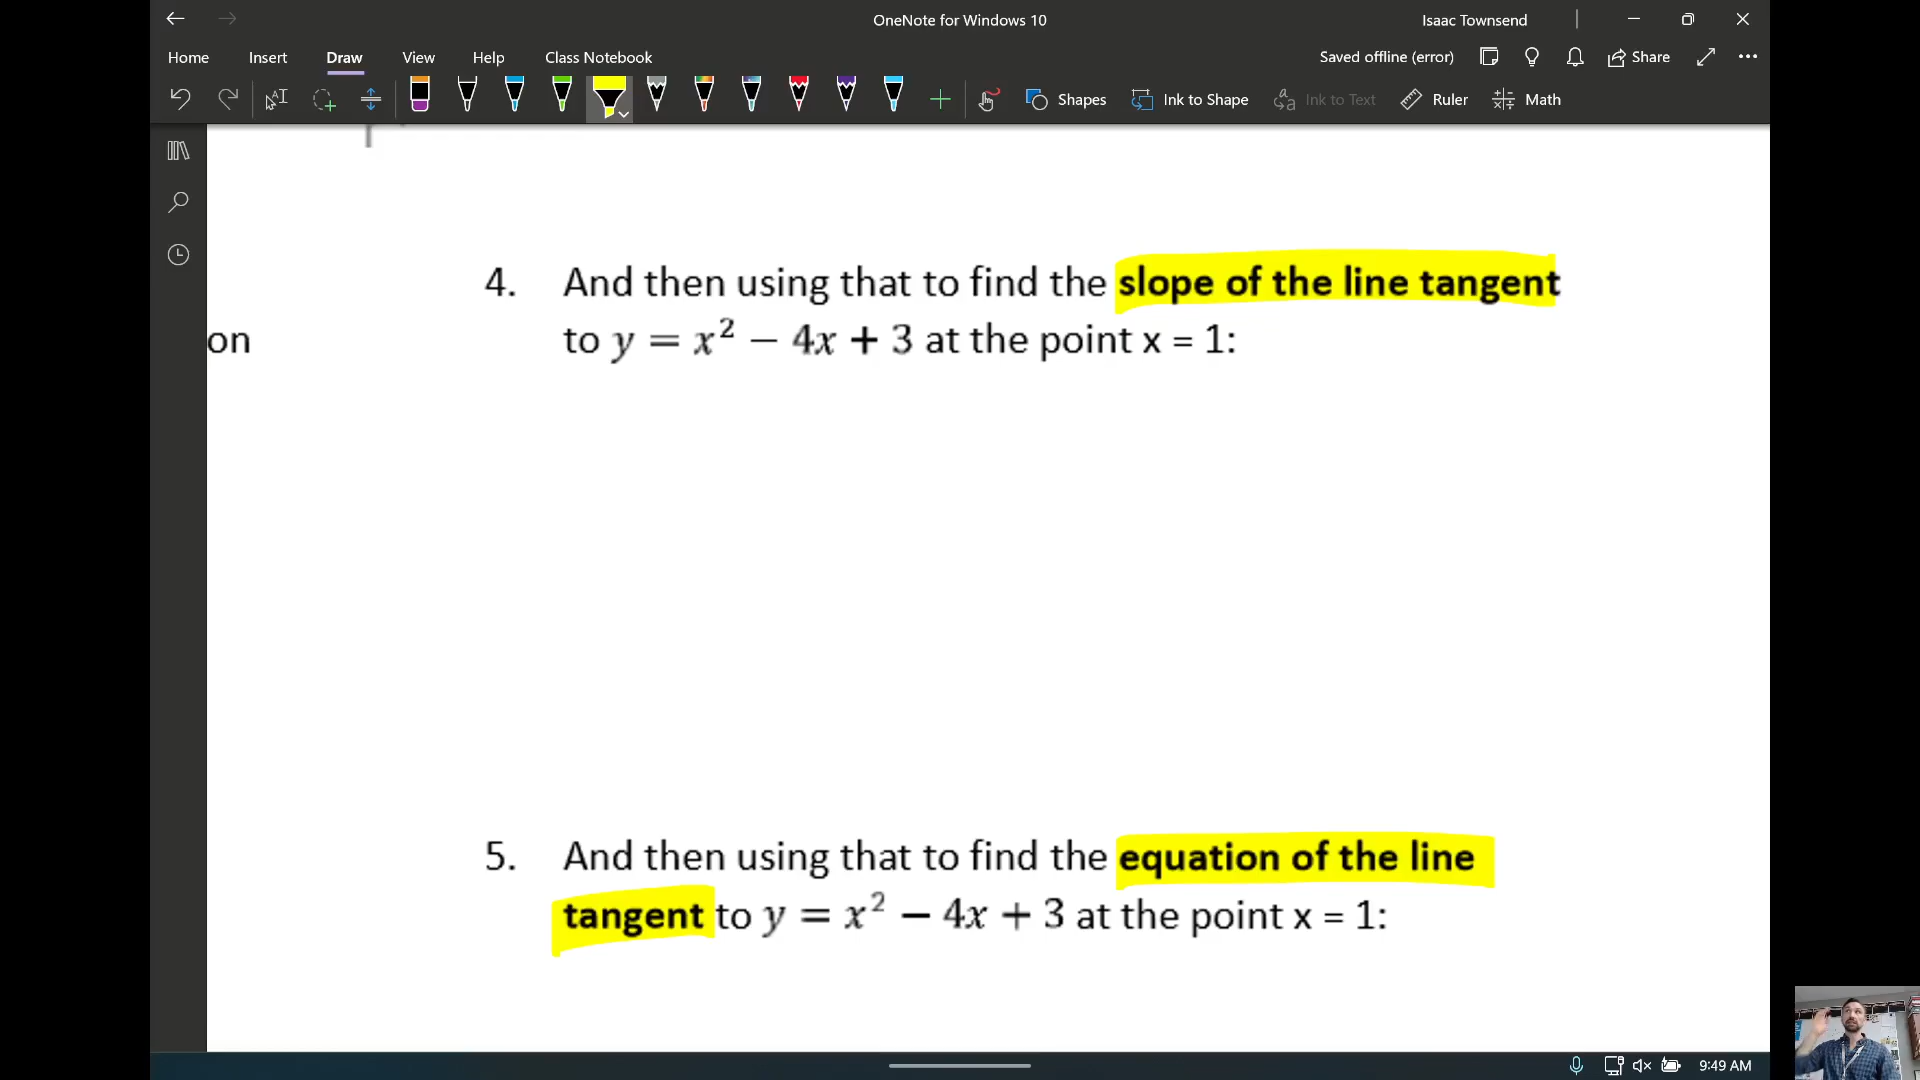 OneNote for Windows 10
Isaac Townsend
Home Insert Draw View Help Class Notebook
Saved offline (error)
Share
Shapes
Ink to Shape
Ink to Text
Ruler
Math
4. And then using that to find the slope of the line tangent
to y = x² − 4x + 3 at the point x = 1:
on
5. And then using that to find the equation of the line
tangent to y = x² − 4x + 3 at the point x = 1:
9:49 AM